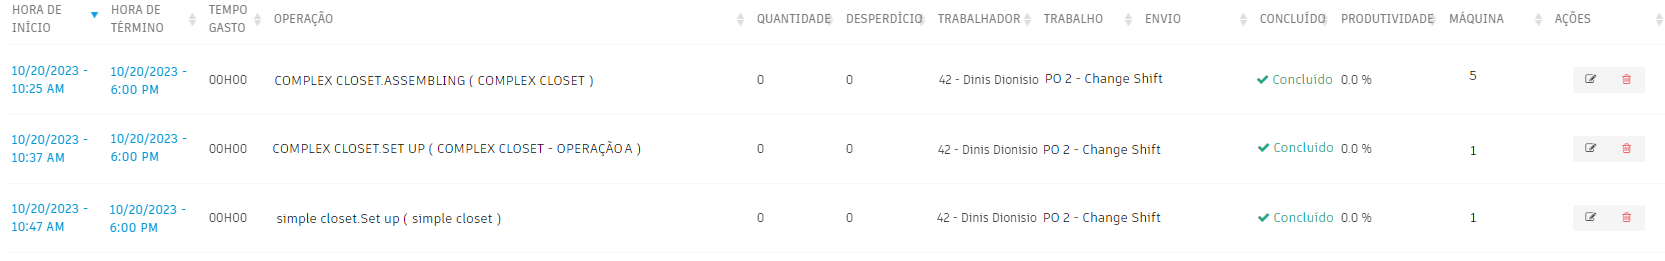 HORA DE INÍCIO HORA DE TÉRMINO TEMPO GASTO OPERAÇÃO QUANTIDADE DESPERDÍCIO TRABALHADOR TRABALHO ENVIO CONCLUÍDO PRODUTIVIDADE MÁQUINA AÇÕES
10/20/2023 - 10:25 AM 10/20/2023 - 6:00 PM 00H00 COMPLEX CLOSET.ASSEMBLING ( COMPLEX CLOSET ) 0 0 42 - Dinis Dionisio PO 2 - Change Shift Concluído 0.0 % 5
10/20/2023 - 10:37 AM 10/20/2023 - 6:00 PM 00H00 COMPLEX CLOSET.SET UP ( COMPLEX CLOSET - OPERAÇÃO A ) 0 0 42 - Dinis Dionisio PO 2 - Change Shift Concluído 0.0 % 1
10/20/2023 - 10:47 AM 10/20/2023 - 6:00 PM 00H00 simple closet.Set up ( simple closet ) 0 0 42 - Dinis Dionisio PO 2 - Change Shift Concluído 0.0 % 1